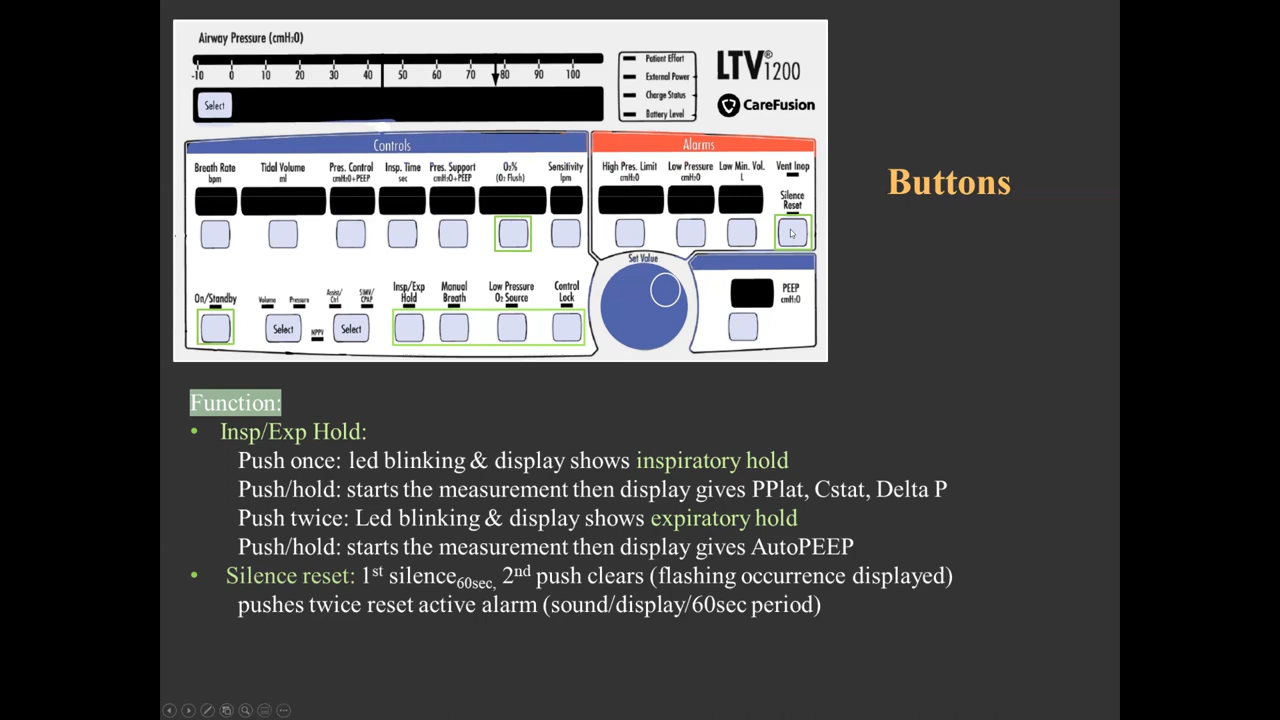 Airway Pressure (cmH₂O)
-10 0 10 20 30 40 50 60 70 80 90 100
Select
Patient Effort
External Power
Charge Status
Battery Level
LTV® 1200
CareFusion
Buttons
Controls
Alarms
Breath Rate Tidal Volume Pres. Control Insp. Time Pres. Support O₂% Sensitivity
bpm ml cmH2O+PEEP sec cmH2O+PEEP (O₂ Flush) lpm
High Pres. Limit Low Pressure Low Min. Vol. Vent Inop
cmH₂O cmH₂O L
Silence
Reset
Set Value
On/Standby
Volume Pressure
Select
NPPV
Assist/
Ctrl
SIMV/
CPAP
Select
Insp/Exp
Hold
Manual
Breath
Low Pressure
O₂ Source
Control
Lock
PEEP
cmH₂O
Function:
• Insp/Exp Hold:
Push once: led blinking & display shows inspiratory hold
Push/hold: starts the measurement then display gives PPlat, Cstat, Delta P
Push twice: Led blinking & display shows expiratory hold
Push/hold: starts the measurement then display gives AutoPEEP
• Silence reset: 1st silence60sec, 2nd push clears (flashing occurrence displayed)
pushes twice reset active alarm (sound/display/60sec period)